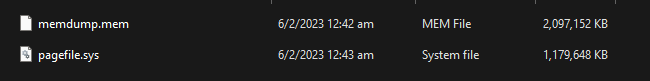 memdump.mem 6/2/2023 12:42 am MEM File 2,097,152 KB
pagefile.sys 6/2/2023 12:43 am System file 1,179,648 KB